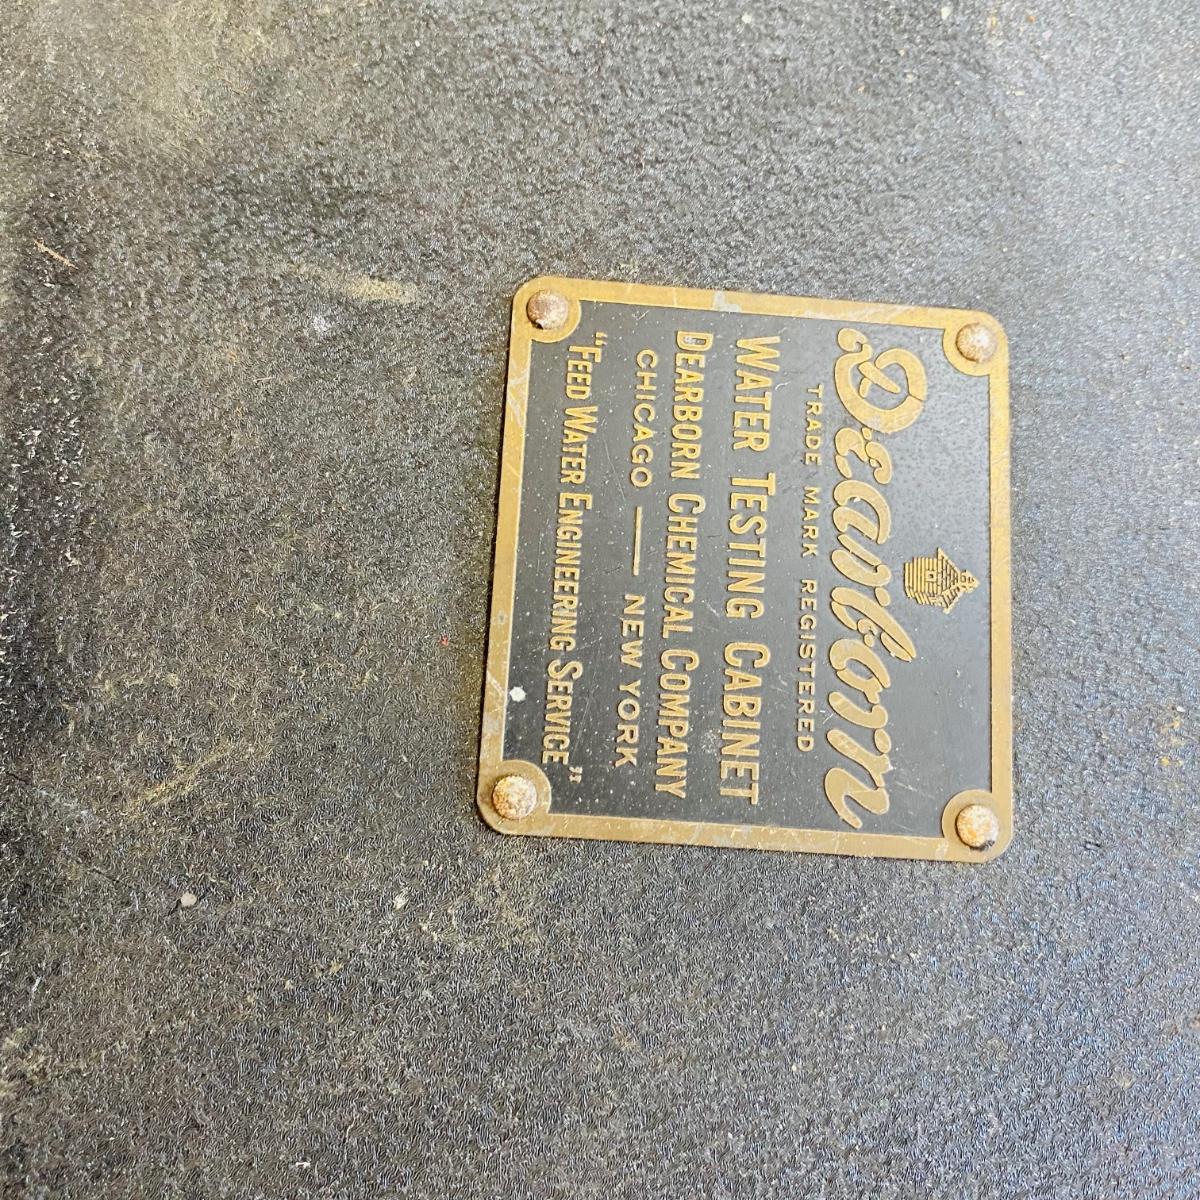 Dearborn
TRADE MARK REGISTERED
WATER TESTING CABINET
DEARBORN CHEMICAL COMPANY
CHICAGO — NEW YORK
"FEED WATER ENGINEERING SERVICE"